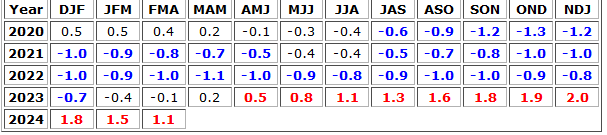 Year DJF JFM FMA MAM AMJ MJJ JJA JAS ASO SON OND NDJ
2020 0.5 0.5 0.4 0.2 -0.1 -0.3 -0.4 -0.6 -0.9 -1.2 -1.3 -1.2
2021 -1.0 -0.9 -0.8 -0.7 -0.5 -0.4 -0.4 -0.5 -0.7 -0.8 -1.0 -1.0
2022 -1.0 -0.9 -1.0 -1.1 -1.0 -0.9 -0.8 -0.9 -1.0 -1.0 -0.9 -0.8
2023 -0.7 -0.4 -0.1 0.2 0.5 0.8 1.1 1.3 1.6 1.8 1.9 2.0
2024 1.8 1.5 1.1